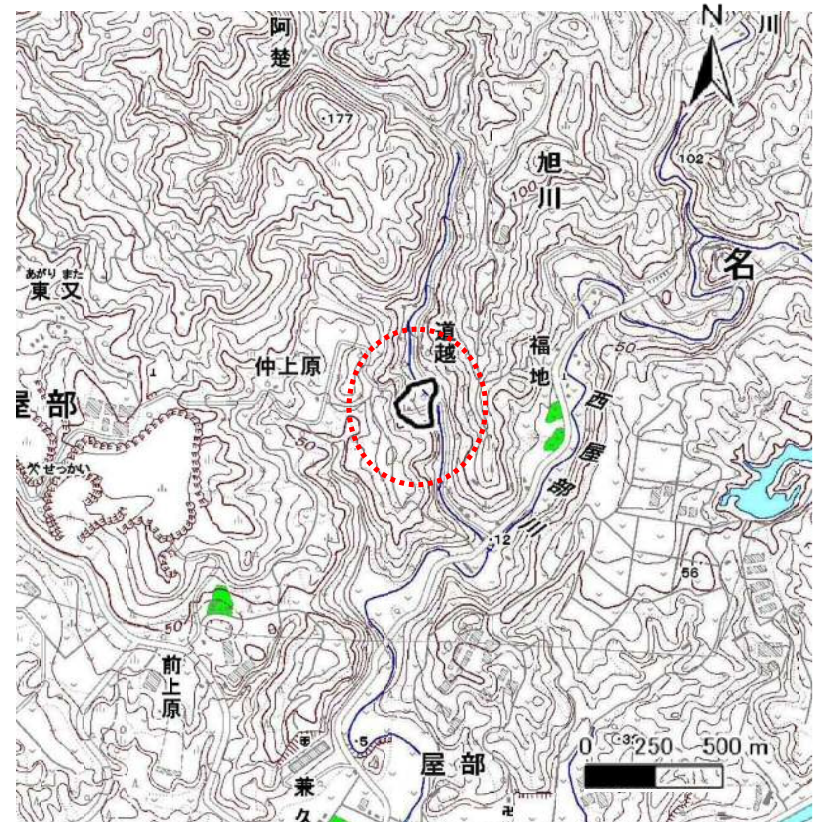 阿楚
川
N
・177
旭川
102
100
名
あがり また
東又
道越
50
仲上原
福地
屋部
50
西屋部川
せっかい
・12
56
50
前上原
・5
屋部
兼久
0 250 500 m